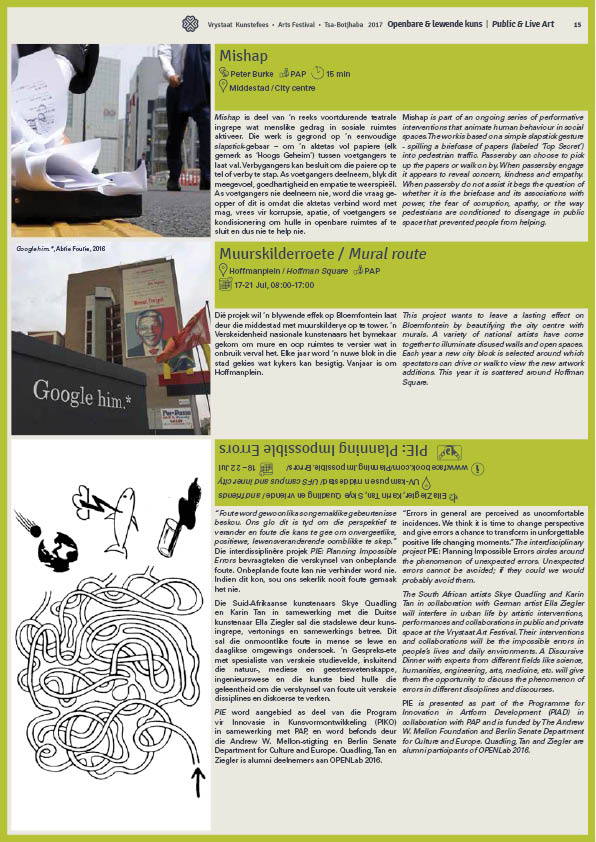 Vrystaat Kunstefees • Arts Festival • Tsa-Botjhaba 2017 Openbare & lewende kuns | Public & Live Art 15
Mishap
Peter Burke PAP 15 min
Middestad / City centre
Mishap is deel van 'n reeks voortdurende teatrale
ingrepe wat menslike gedrag in sosiale ruimtes
aktiveer. Die werk is gegrond op 'n eenvoudige
slapstick-gebaar – om 'n aktetas vol papiere (elk
gemerk as 'Hoogs Geheim') tussen voetgangers te
laat val. Verbygangers kan besluit om die paiere op te
tel of verby te stap. As voetgangers deelneem, blyk dit
meegevoel, goedhartigheid en empatie te weerspieël.
As voetgangers nie deelneem nie, word die vraag ge-
opper of dit is omdat die aktetas verbind word met
mag, vrees vir korrupsie, apatie, of voetgangers se
kondisionering om hulle in openbare ruimtes af te
sluit en dus nie te help nie.
Mishap is part of an ongoing series of performative
interventions that animate human behaviour in social
spaces. The work is based on a simple slapstick gesture
- spilling a briefcase of papers (labeled 'Top Secret')
into pedestrian traffic. Passersby can choose to pick
up the papers or walk on by. When passersby engage
it appears to reveal concern, kindness and empathy.
When passersby do not assist it begs the question of
whether it is the briefcase and its associations with
power, the fear of corruption, apathy, or the way
pedestrians are conditioned to disengage in public
space that prevented people from helping.
Google him.*, Abtie Foutie, 2016
Google him.*
Muurskilderroete / Mural route
Hoffmanplein / Hoffman Square PAP
17-21 Jul, 08:00-17:00
Dié projek wil 'n blywende effek op Bloemfontein laat
deur die middestad met muurskilderye op te tower. 'n
Verskeidenheid nasionale kunstenaars het bymekaar
gekom om mure en oop ruimtes te versier wat in
onbruik verval het. Elke jaar word 'n nuwe blok in die
stad gekies wat kykers kan besigtig. Vanjaar is om
Hoffmanplein.
This project wants to leave a lasting effect on
Bloemfontein by beautifying the city centre with
murals. A variety of national artists have come
together to illuminate disused walls and open spaces.
Each year a new city block is selected around which
spectators can drive or walk to view the new artwork
additions. This year it is scattered around Hoffman
Square.
PIE: Planning Impossible Errors
www.facebook.com/Planning Impossible. Errors/ 18 – 22 Jul
UV-kampus en middestad/ UFS campus and inner city
Ella Ziegler, Karin Tan, Skye Quadling en vriende / and friends
"Foute word gewoonlik as ongemaklike gebeurtenisse
beskou. Ons glo dit is tyd om die perspektief te
verander en foute die kans te gee om onvergeetlike,
positiewe, lewensveranderende oomblikke te skep."
Die interdissiplinêre projek PIE: Planning Impossible
Errors bevraagteken die verskynsel van onbeplande
foute. Onbeplande foute kan nie verhinder word nie.
Indien dit kon, sou ons sekerlik nooit foute gemaak
het nie.
Die Suid-Afrikaanse kunstenaars Skye Quadling
en Karin Tan in samewerking met die Duitse
kunstenaar Ella Ziegler sal die stadslewe deur kuns-
ingrepe, vertonings en samewerkings betree. Dit
sal die onmoontlike foute in mense se lewe en
daaglikse omgewings ondersoek. 'n Gespreks-ete
met spesialiste van verskeie studievelde, insluitend
die natuur-, mediese en geesteswetenskappe,
ingenieurswese en die kunste bied hulle die
geleentheid om die verskynsel van foute uit verskeie
dissiplines en diskoerse te verken.
PIE word aangebied as deel van die Program
vir Innovasie in Kunsvormontwikkeling (PIKO)
in samewerking met PAP, en word befonds deur
die Andrew W. Mellon-stigting en Berlin Senate
Department for Culture and Europe. Quadling, Tan en
Ziegler is alumni deelnemers aan OPENLab 2016.
"Errors in general are perceived as uncomfortable
incidences. We think it is time to change perspective
and give errors a chance to transform in unforgettable
positive life changing moments." The interdisciplinary
project PIE: Planning Impossible Errors circles around
the phenomenon of unexpected errors. Unexpected
errors cannot be avoided; if they could we would
probably avoid them.
The South African artists Skye Quadling and Karin
Tan in collaboration with German artist Ella Ziegler
will interfere in urban life by artistic interventions,
performances and collaborations in public and private
space at the Vrystaat Art Festival. Their interventions
and collaborations will be the impossible errors in
people's lives and daily environments. A Discursive
Dinner with experts from different fields like science,
humanities, engineering, arts, medicine, etc. will give
them the opportunity to discuss the phenomenon of
errors in different disciplines and discourses.
PIE is presented as part of the Programme for
Innovation in Artform Development (PIAD) in
collaboration with PAP and is funded by The Andrew
W. Mellon Foundation and Berlin Senate Department
for Culture and Europe. Quadling, Tan and Ziegler are
alumni participants of OPENLab 2016.